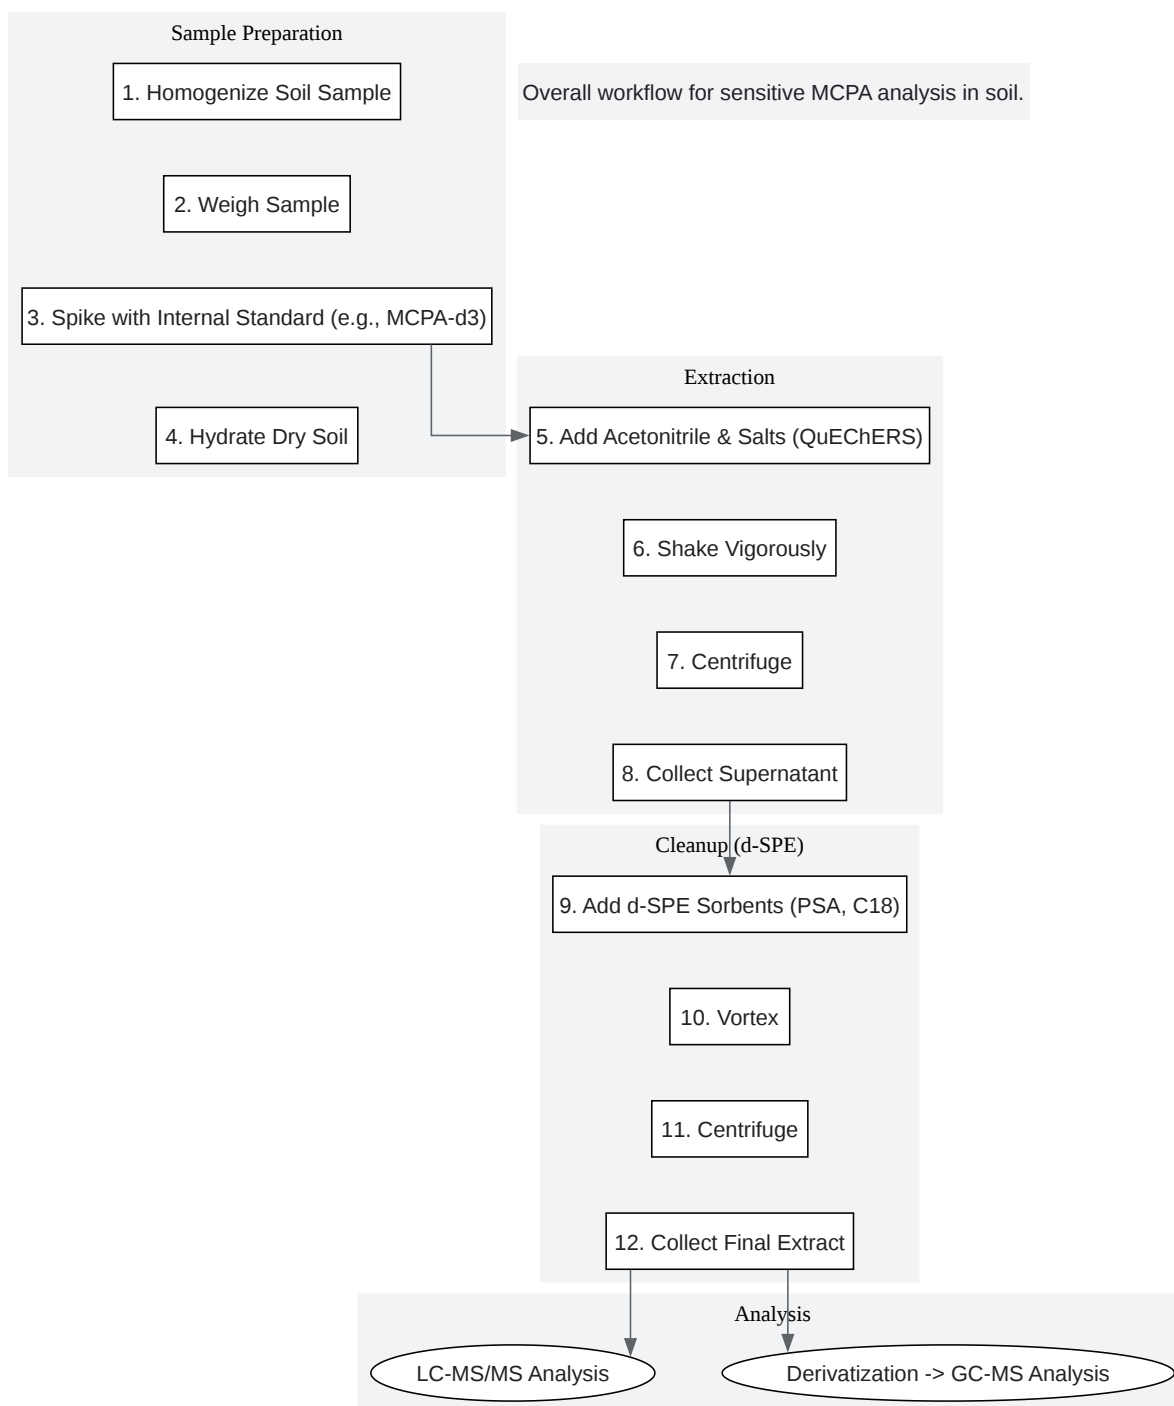 Sample Preparation
1. Homogenize Soil Sample
Overall workflow for sensitive MCPA analysis in soil.
2. Weigh Sample
3. Spike with Internal Standard (e.g., MCPA-d3)
4. Hydrate Dry Soil
Extraction
5. Add Acetonitrile & Salts (QuEChERS)
6. Shake Vigorously
7. Centrifuge
8. Collect Supernatant
Cleanup (d-SPE)
9. Add d-SPE Sorbents (PSA, C18)
10. Vortex
11. Centrifuge
12. Collect Final Extract
Analysis
LC-MS/MS Analysis
Derivatization -> GC-MS Analysis